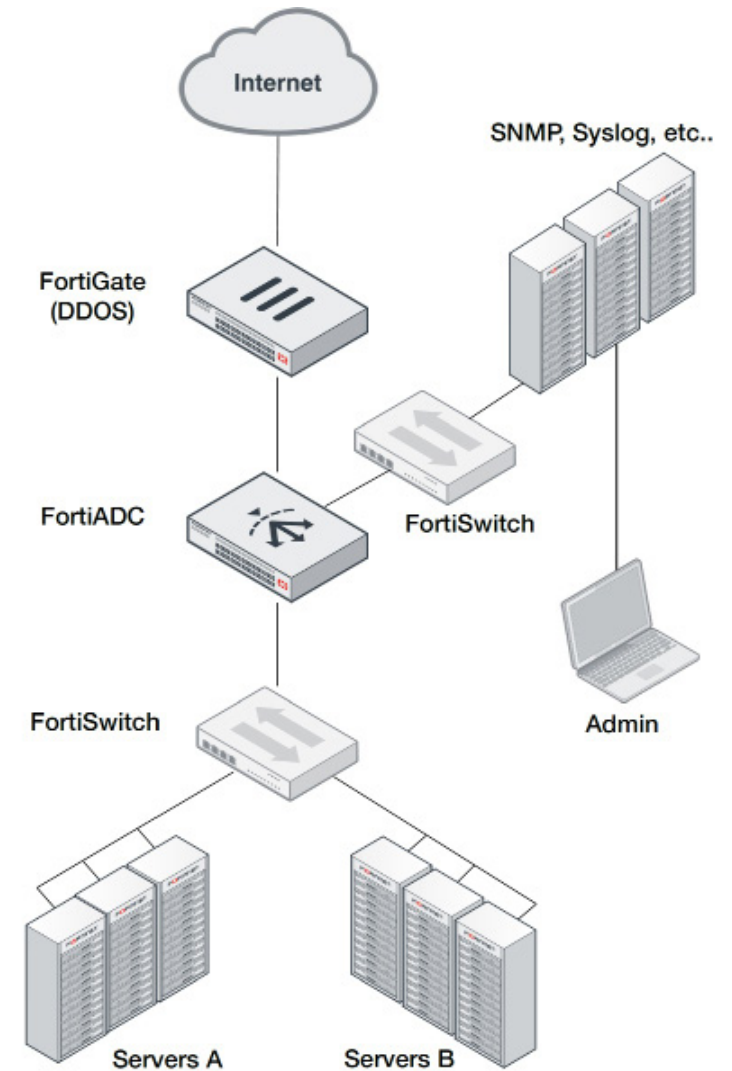 Internet
SNMP, Syslog, etc..
FortiGate
(DDOS)
FortiADC
FortiSwitch
FortiSwitch
Admin
Servers A
Servers B